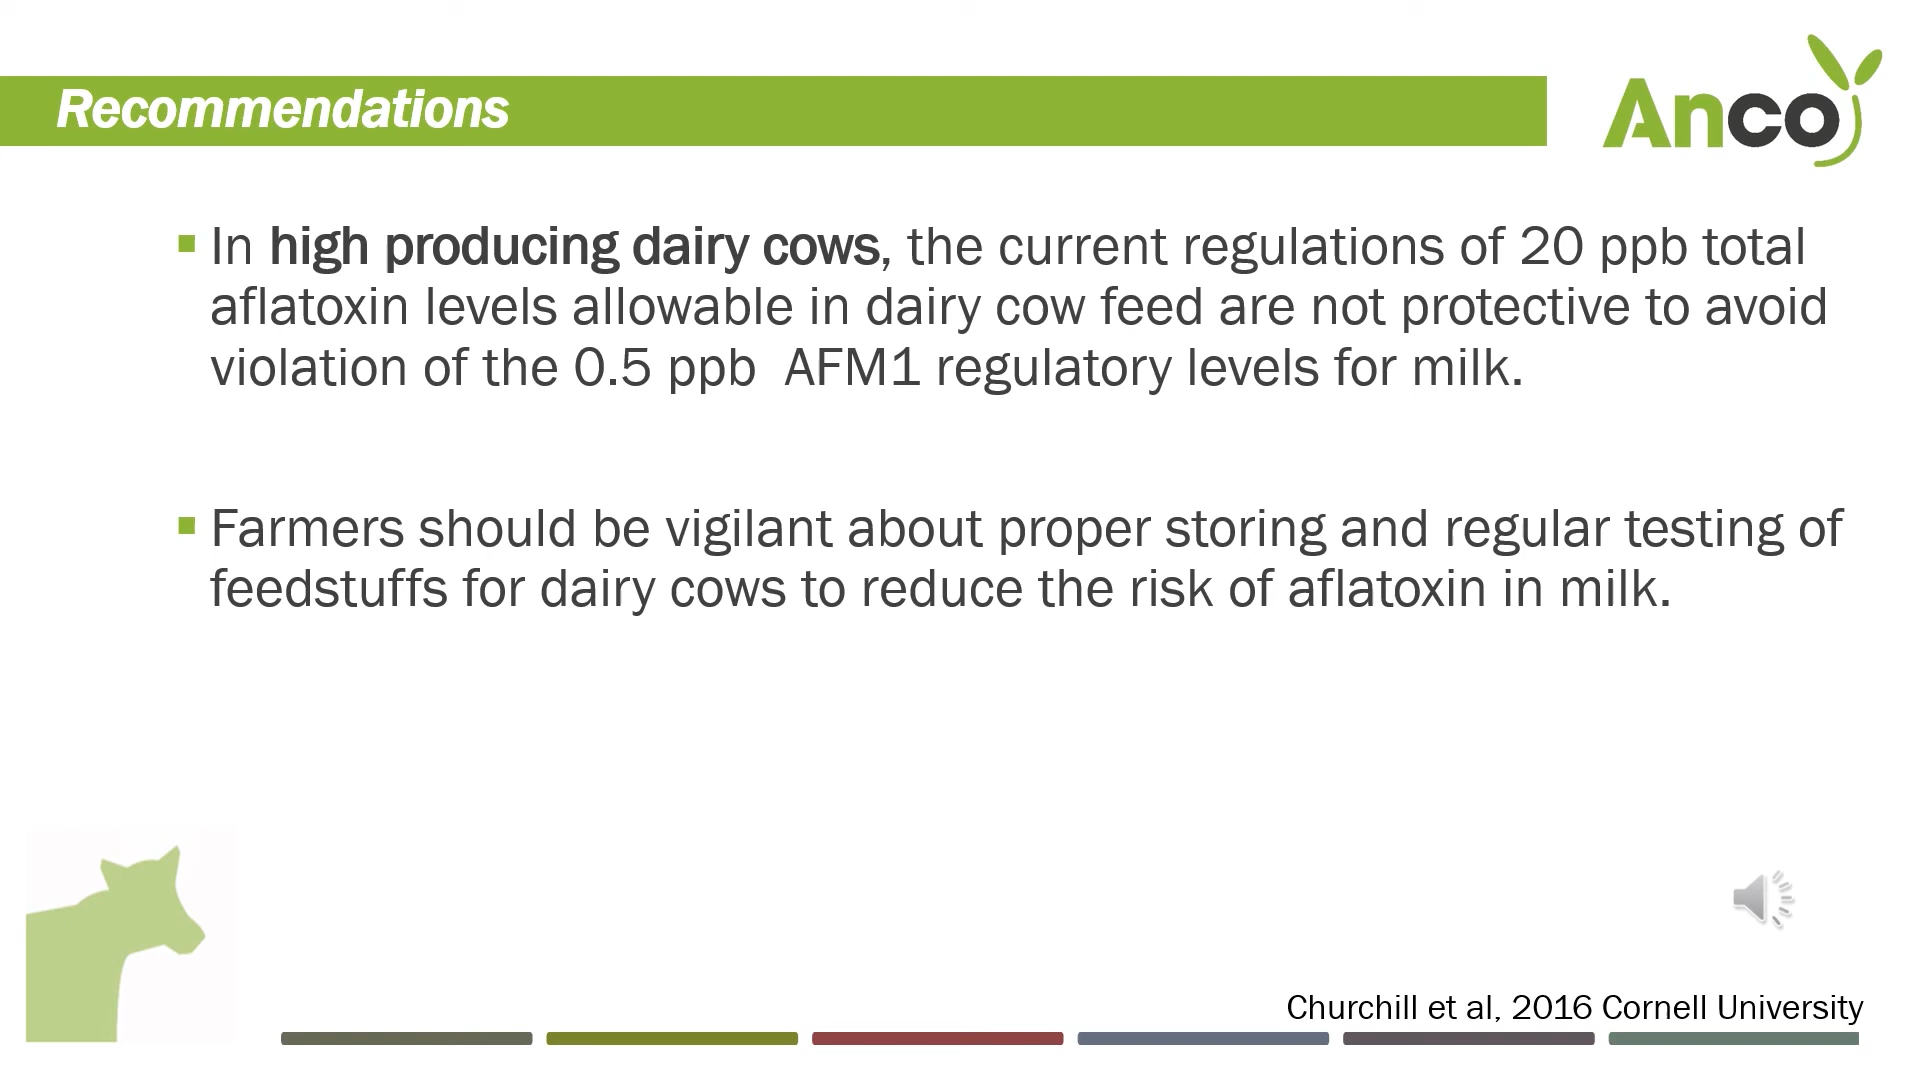 Recommendations
Anco
In high producing dairy cows, the current regulations of 20 ppb total
aflatoxin levels allowable in dairy cow feed are not protective to avoid
violation of the 0.5 ppb  AFM1 regulatory levels for milk.
Farmers should be vigilant about proper storing and regular testing of
feedstuffs for dairy cows to reduce the risk of aflatoxin in milk.
Churchill et al, 2016 Cornell University